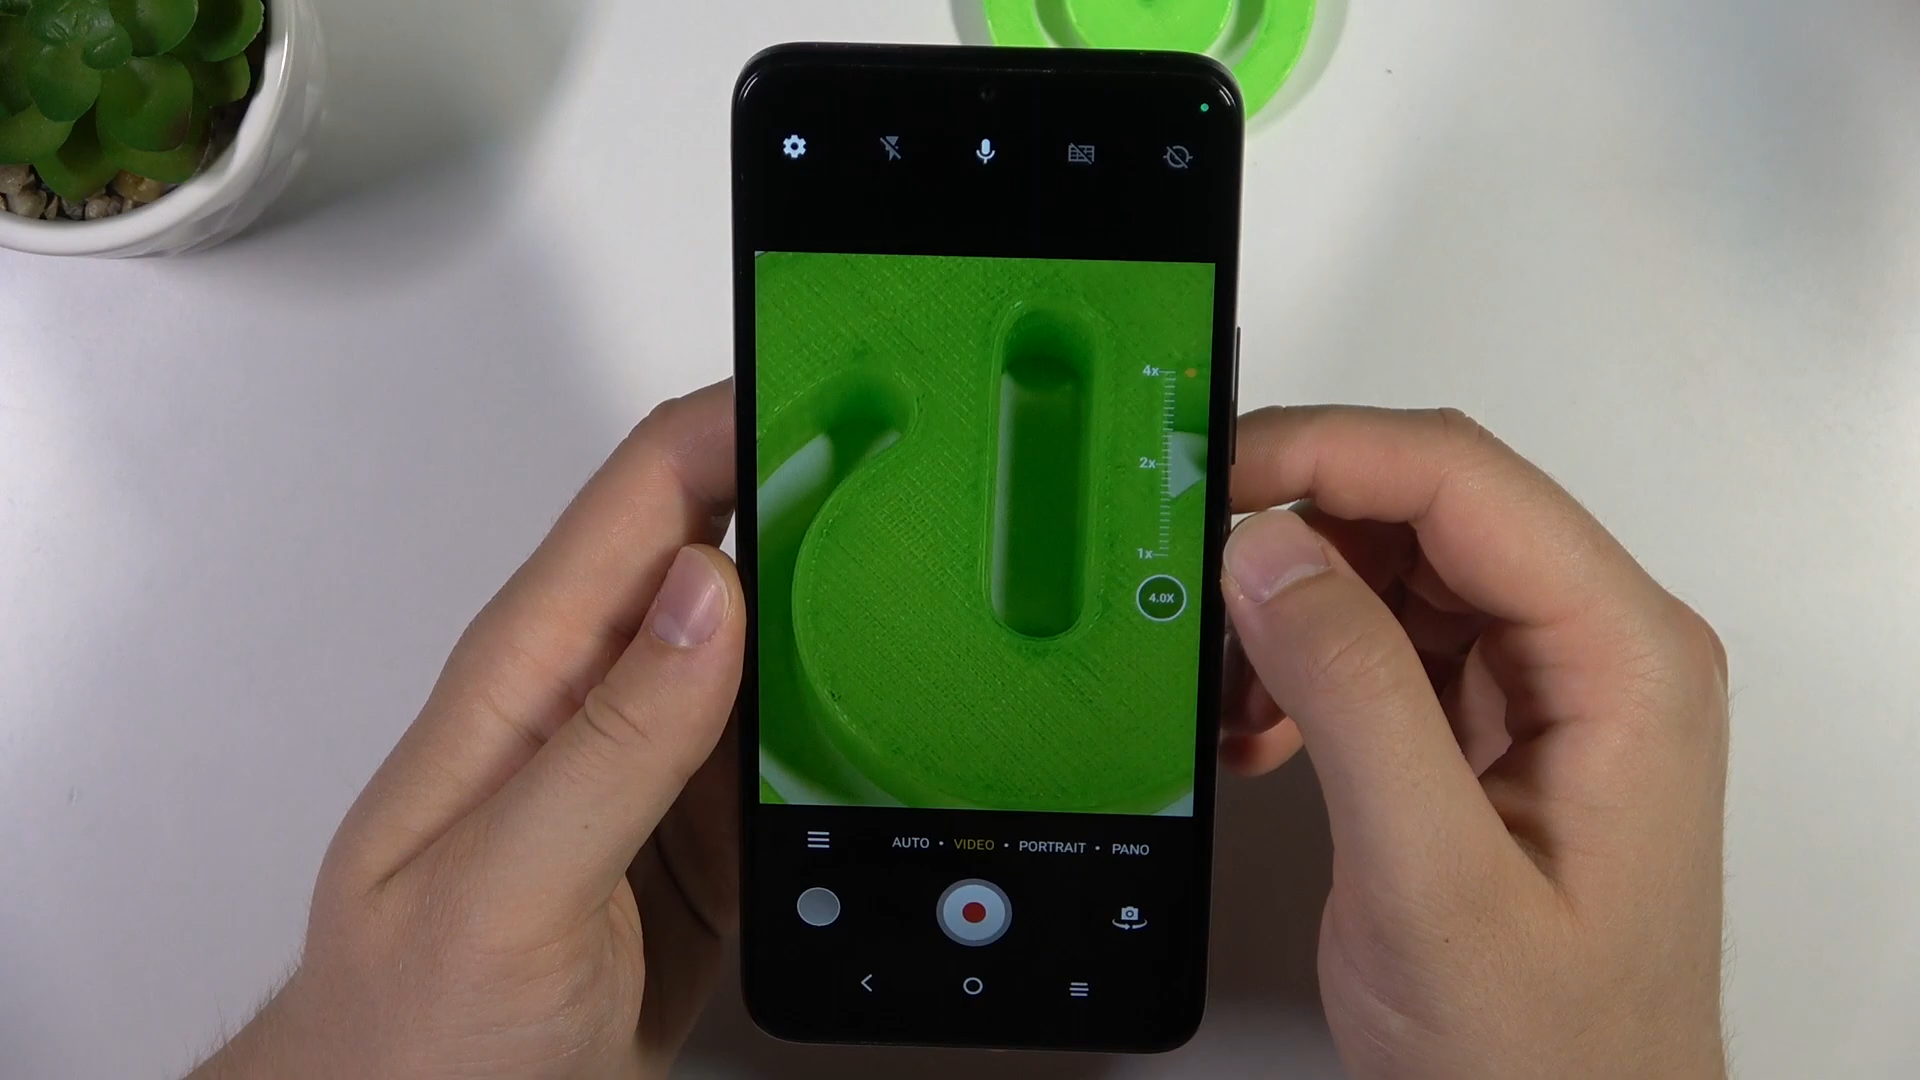 4x
2x
1x
4.0X
AUTO • VIDEO • PORTRAIT • PANO